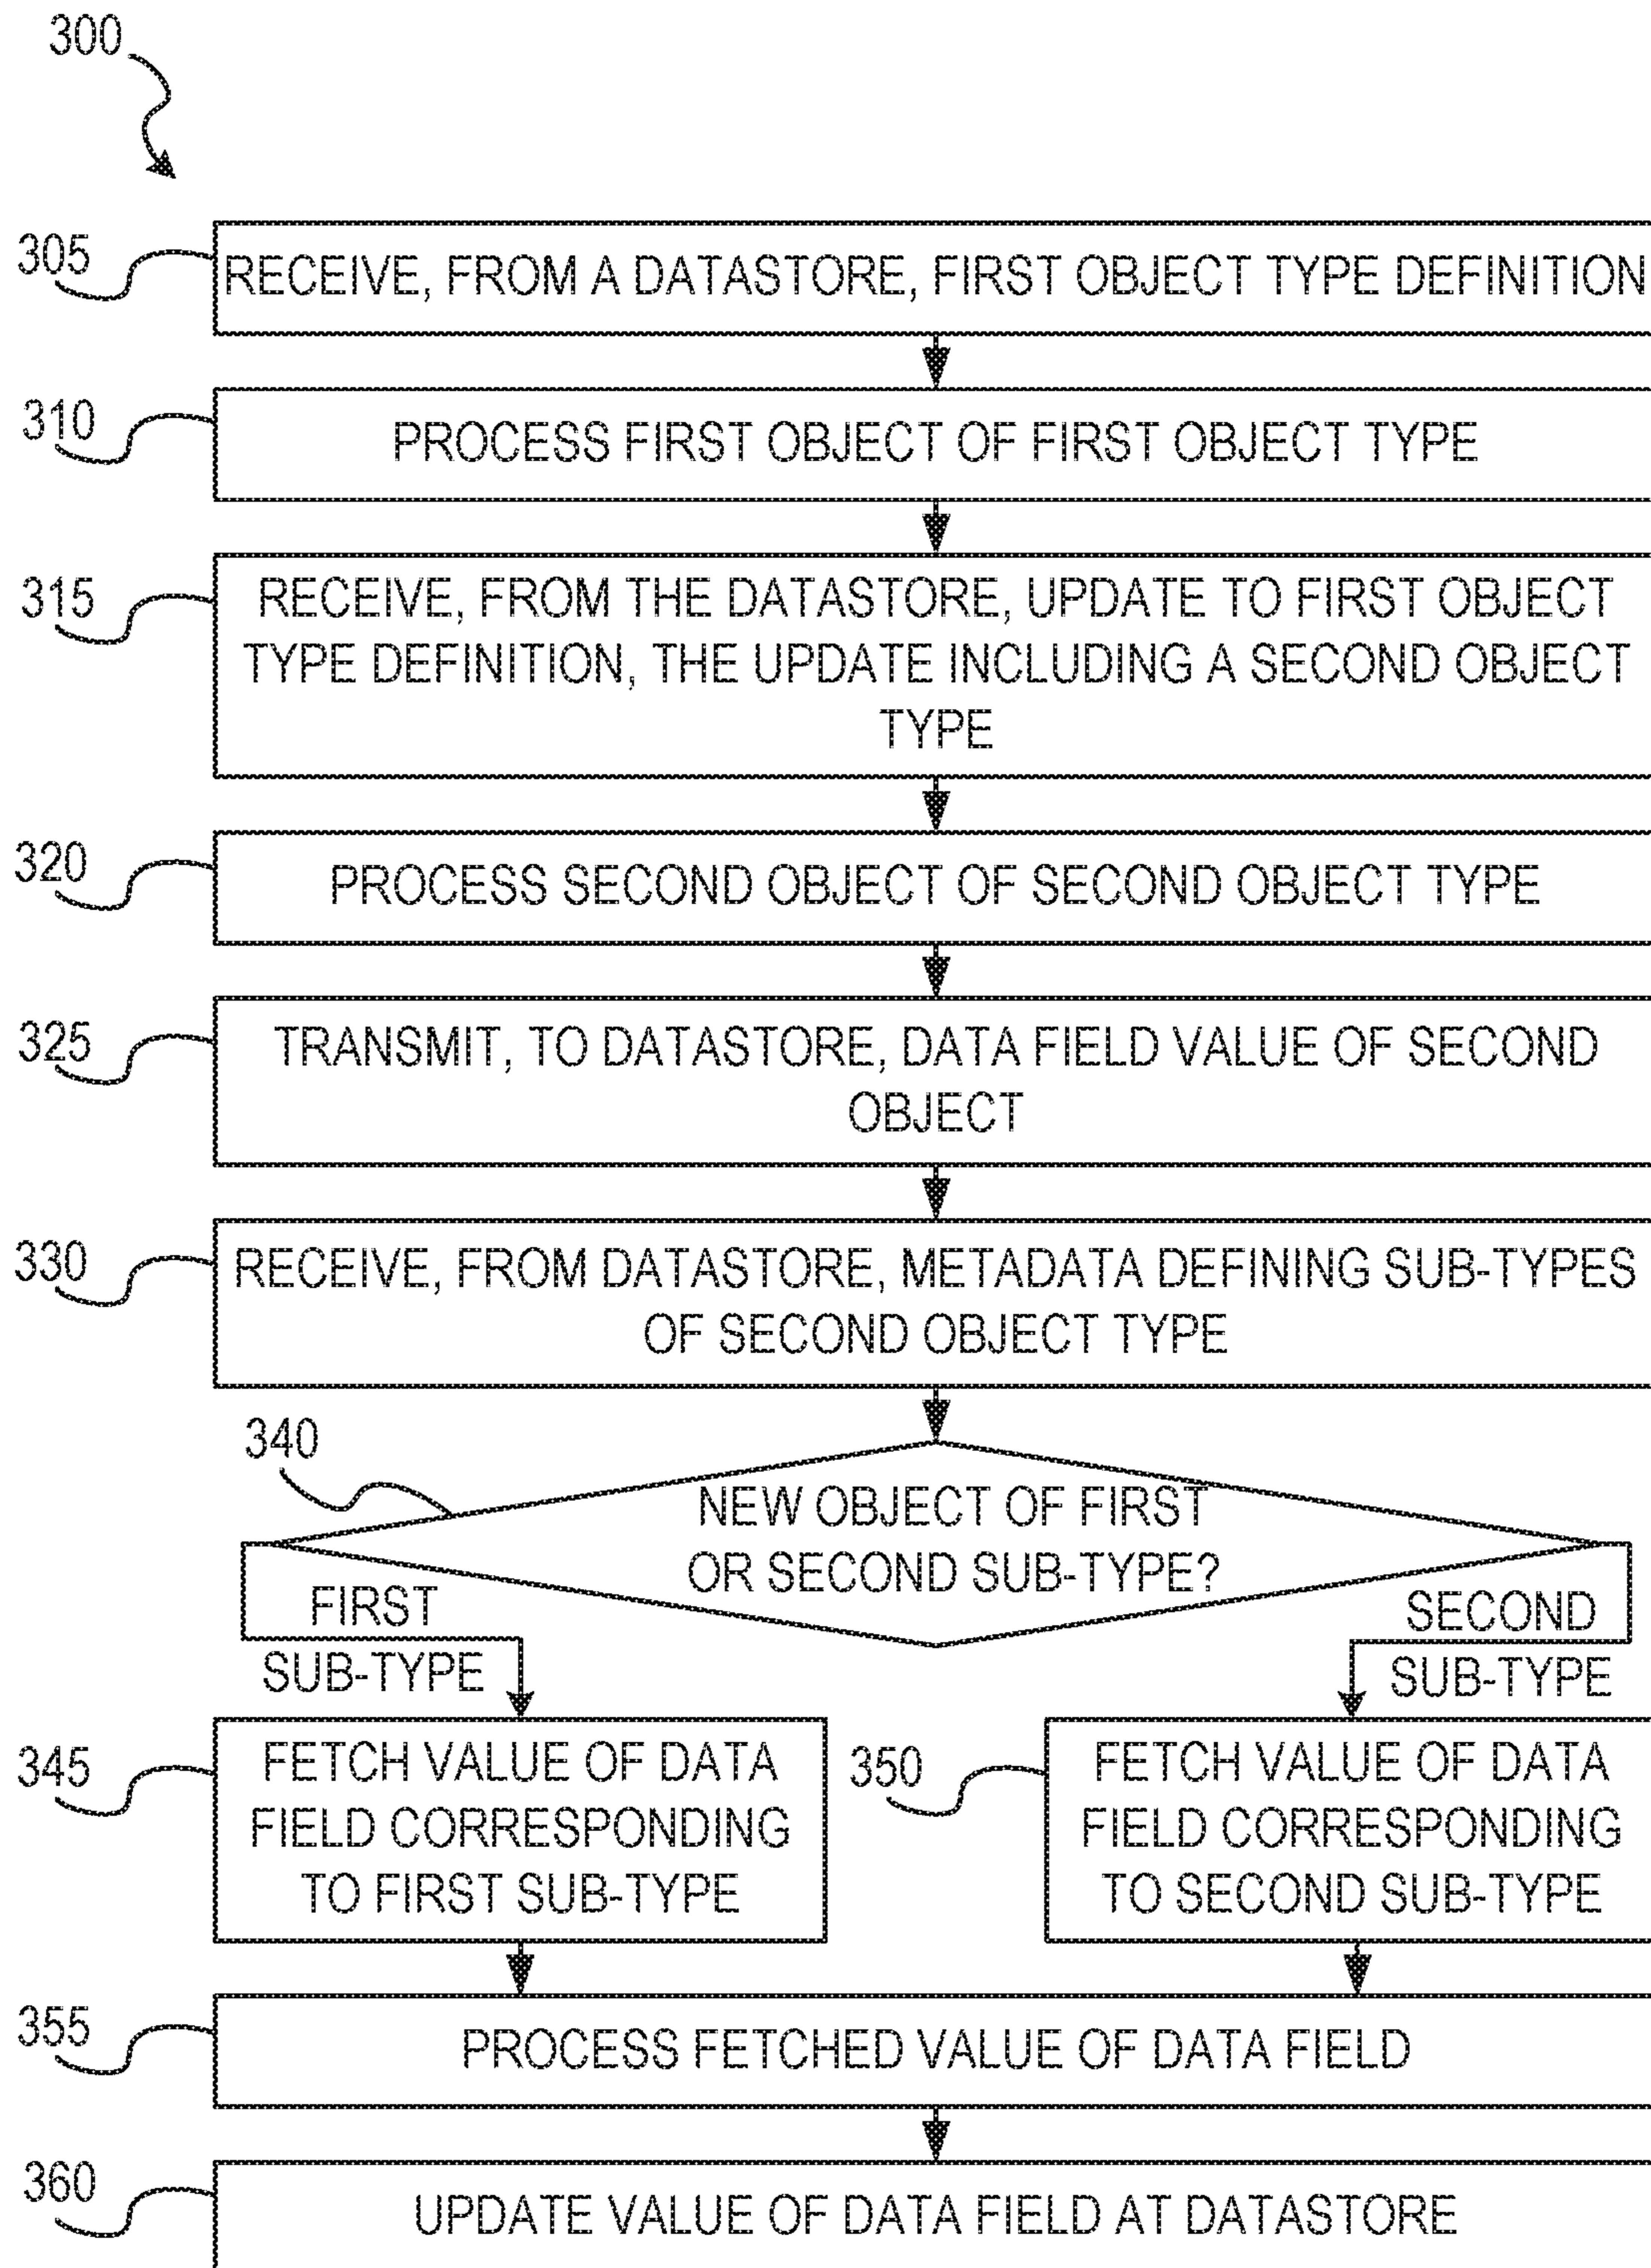 300
305
RECEIVE, FROM A DATASTORE, FIRST OBJECT TYPE DEFINITION
310
PROCESS FIRST OBJECT OF FIRST OBJECT TYPE
315
RECEIVE, FROM THE DATASTORE, UPDATE TO FIRST OBJECT
TYPE DEFINITION, THE UPDATE INCLUDING A SECOND OBJECT
TYPE
320
PROCESS SECOND OBJECT OF SECOND OBJECT TYPE
325
TRANSMIT, TO DATASTORE, DATA FIELD VALUE OF SECOND
OBJECT
330
RECEIVE, FROM DATASTORE, METADATA DEFINING SUB-TYPES
OF SECOND OBJECT TYPE
340
NEW OBJECT OF FIRST
OR SECOND SUB-TYPE?
FIRST
SUB-TYPE
SECOND
SUB-TYPE
345
FETCH VALUE OF DATA
FIELD CORRESPONDING
TO FIRST SUB-TYPE
350
FETCH VALUE OF DATA
FIELD CORRESPONDING
TO SECOND SUB-TYPE
355
PROCESS FETCHED VALUE OF DATA FIELD
360
UPDATE VALUE OF DATA FIELD AT DATASTORE